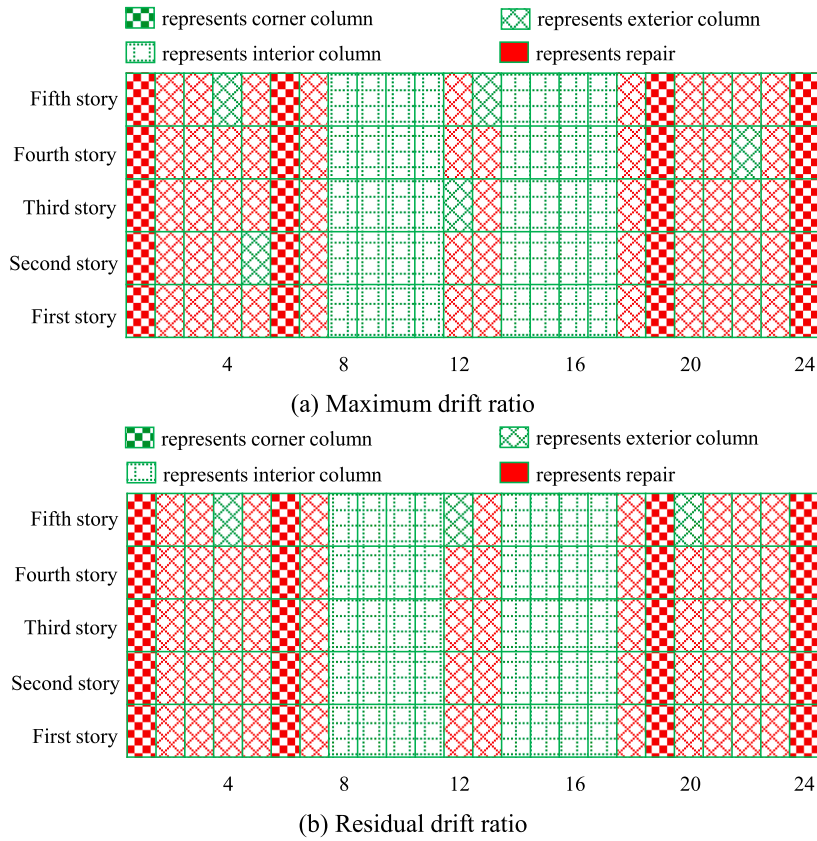 represents corner column represents exterior column
represents interior column represents repair
Fifth story
Fourth story
Third story
Second story
First story
4 8 12 16 20 24
(a) Maximum drift ratio
represents corner column represents exterior column
represents interior column represents repair
Fifth story
Fourth story
Third story
Second story
First story
4 8 12 16 20 24
(b) Residual drift ratio